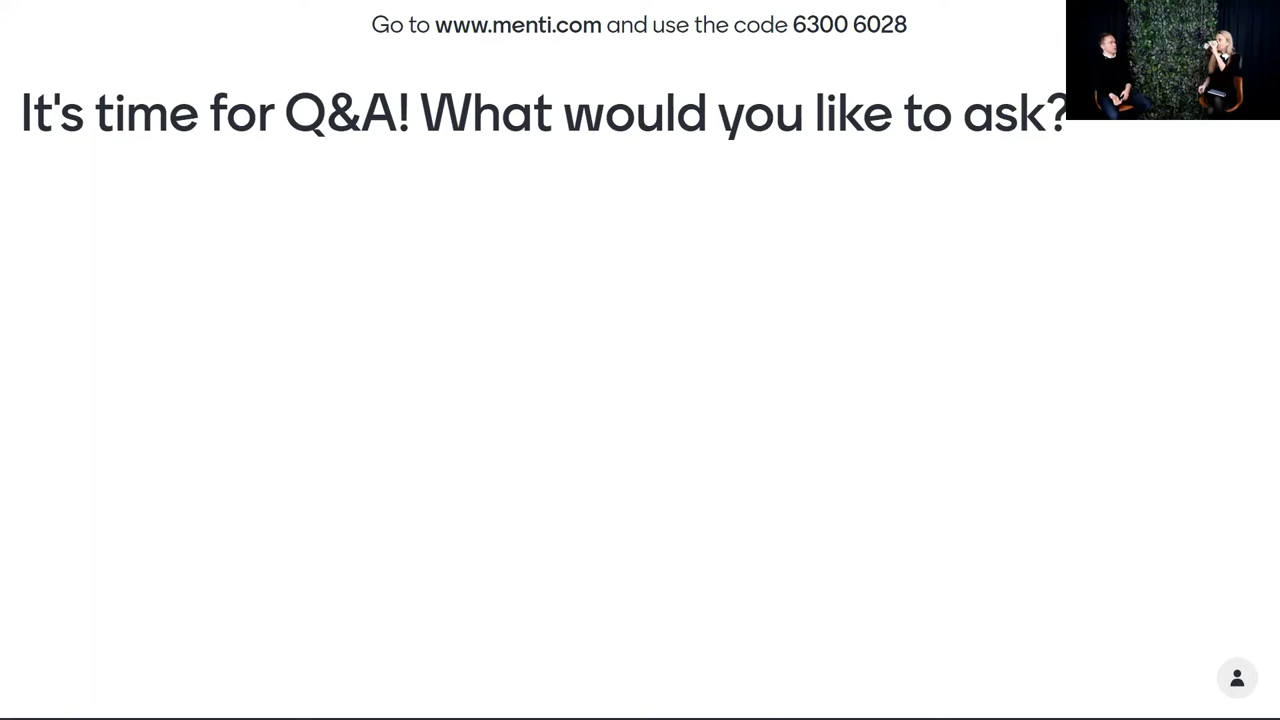 Go to www.menti.com and use the code 6300 6028
It's time for Q&A! What would you like to ask?